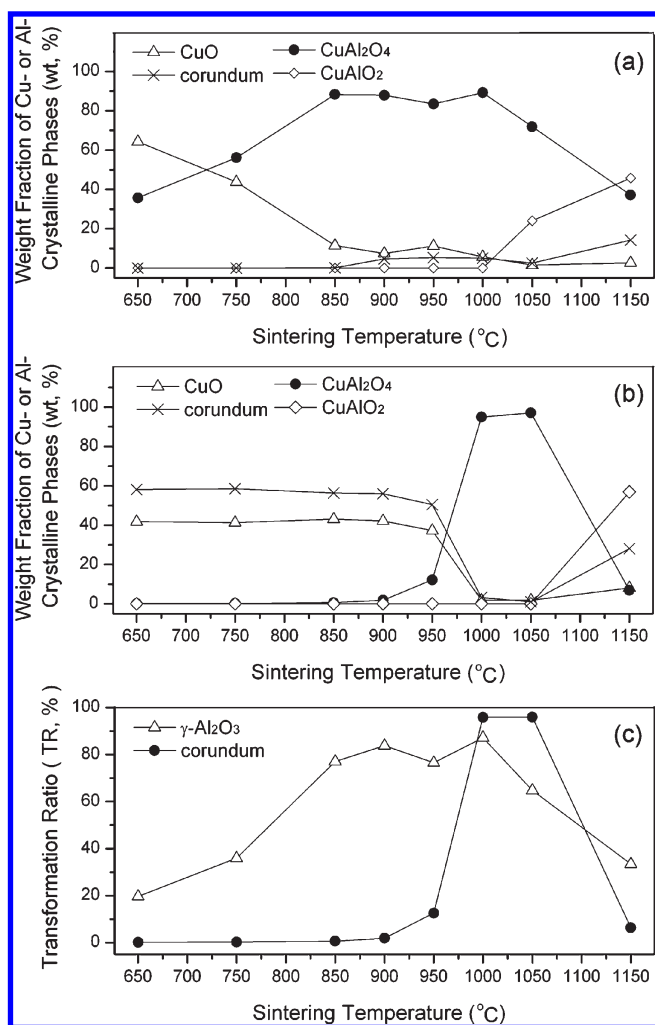 Weight Fraction of Cu- or Al-
Crystalline Phases (wt, %)
CuO
CuAl₂O₄
corundum
CuAlO₂
(a)
100
80
60
40
20
0
650 700 750 800 850 900 950 1000 1050 1100 1150
Sintering Temperature (°C)
Weight Fraction of Cu- or Al-
Crystalline Phases (wt, %)
CuO
CuAl₂O₄
corundum
CuAlO₂
(b)
100
80
60
40
20
0
650 700 750 800 850 900 950 1000 1050 1100 1150
Sintering Temperature (°C)
Transformation Ratio ( TR, %)
γ-Al₂O₃
corundum
(c)
100
80
60
40
20
0
650 700 750 800 850 900 950 1000 1050 1100 1150
Sintering Temperature (°C)